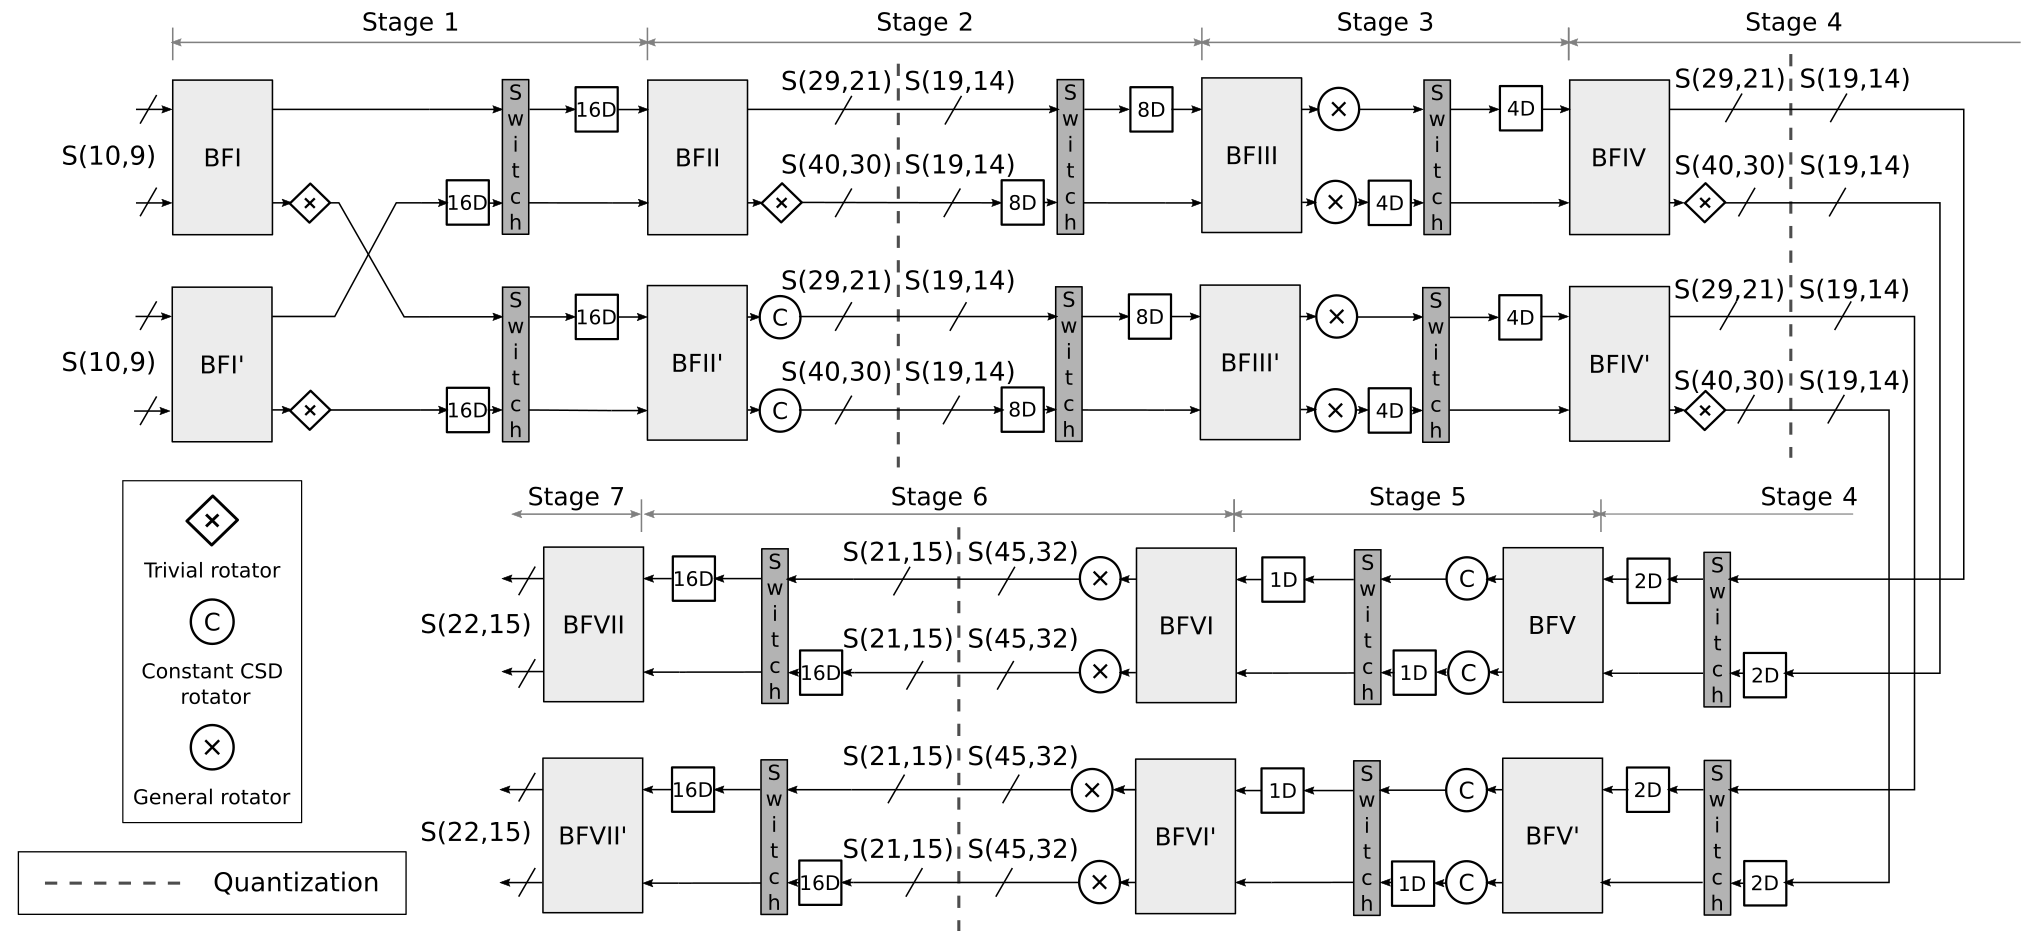 Stage 1 Stage 2 Stage 3 Stage 4
S(29,21) S(19,14) S(29,21) S(19,14)
BFI Switch 16D BFII Switch 8D BFIII Switch 4D BFIV
S(10,9)
S(40,30) S(19,14) S(40,30) S(19,14)
16D 8D 4D
S(29,21) S(19,14) S(29,21) S(19,14)
BFI' Switch 16D BFII' C Switch 8D BFIII' Switch 4D BFIV'
S(10,9)
S(40,30) S(19,14) S(40,30) S(19,14)
16D C 8D 4D
Stage 7 Stage 6 Stage 5 Stage 4
S(21,15) S(45,32)
BFVII 16D Switch BFVI 1D Switch C BFV 2D Switch
S(22,15)
S(21,15) S(45,32)
16D 1D C 2D
S(21,15) S(45,32)
BFVII' 16D Switch BFVI' 1D Switch C BFV' 2D Switch
S(22,15)
S(21,15) S(45,32)
16D 1D C 2D
Trivial rotator
C
Constant CSD
rotator
General rotator
Quantization